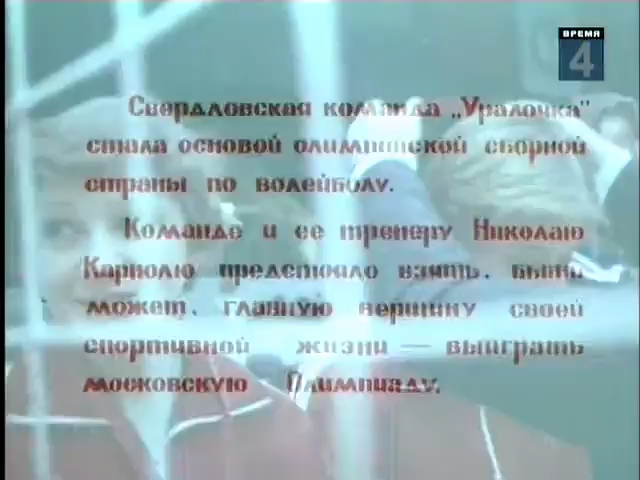 ВРЕМЯ
4
Свердловская команда „Уралочка"
стала основой олимпийской сборной
страны по волейболу.
Команде и ее тренеру Николаю
Карполю предстояло взять, быть
может, главную вершину своей
спортивной жизни — выиграть
московскую Олимпиаду.